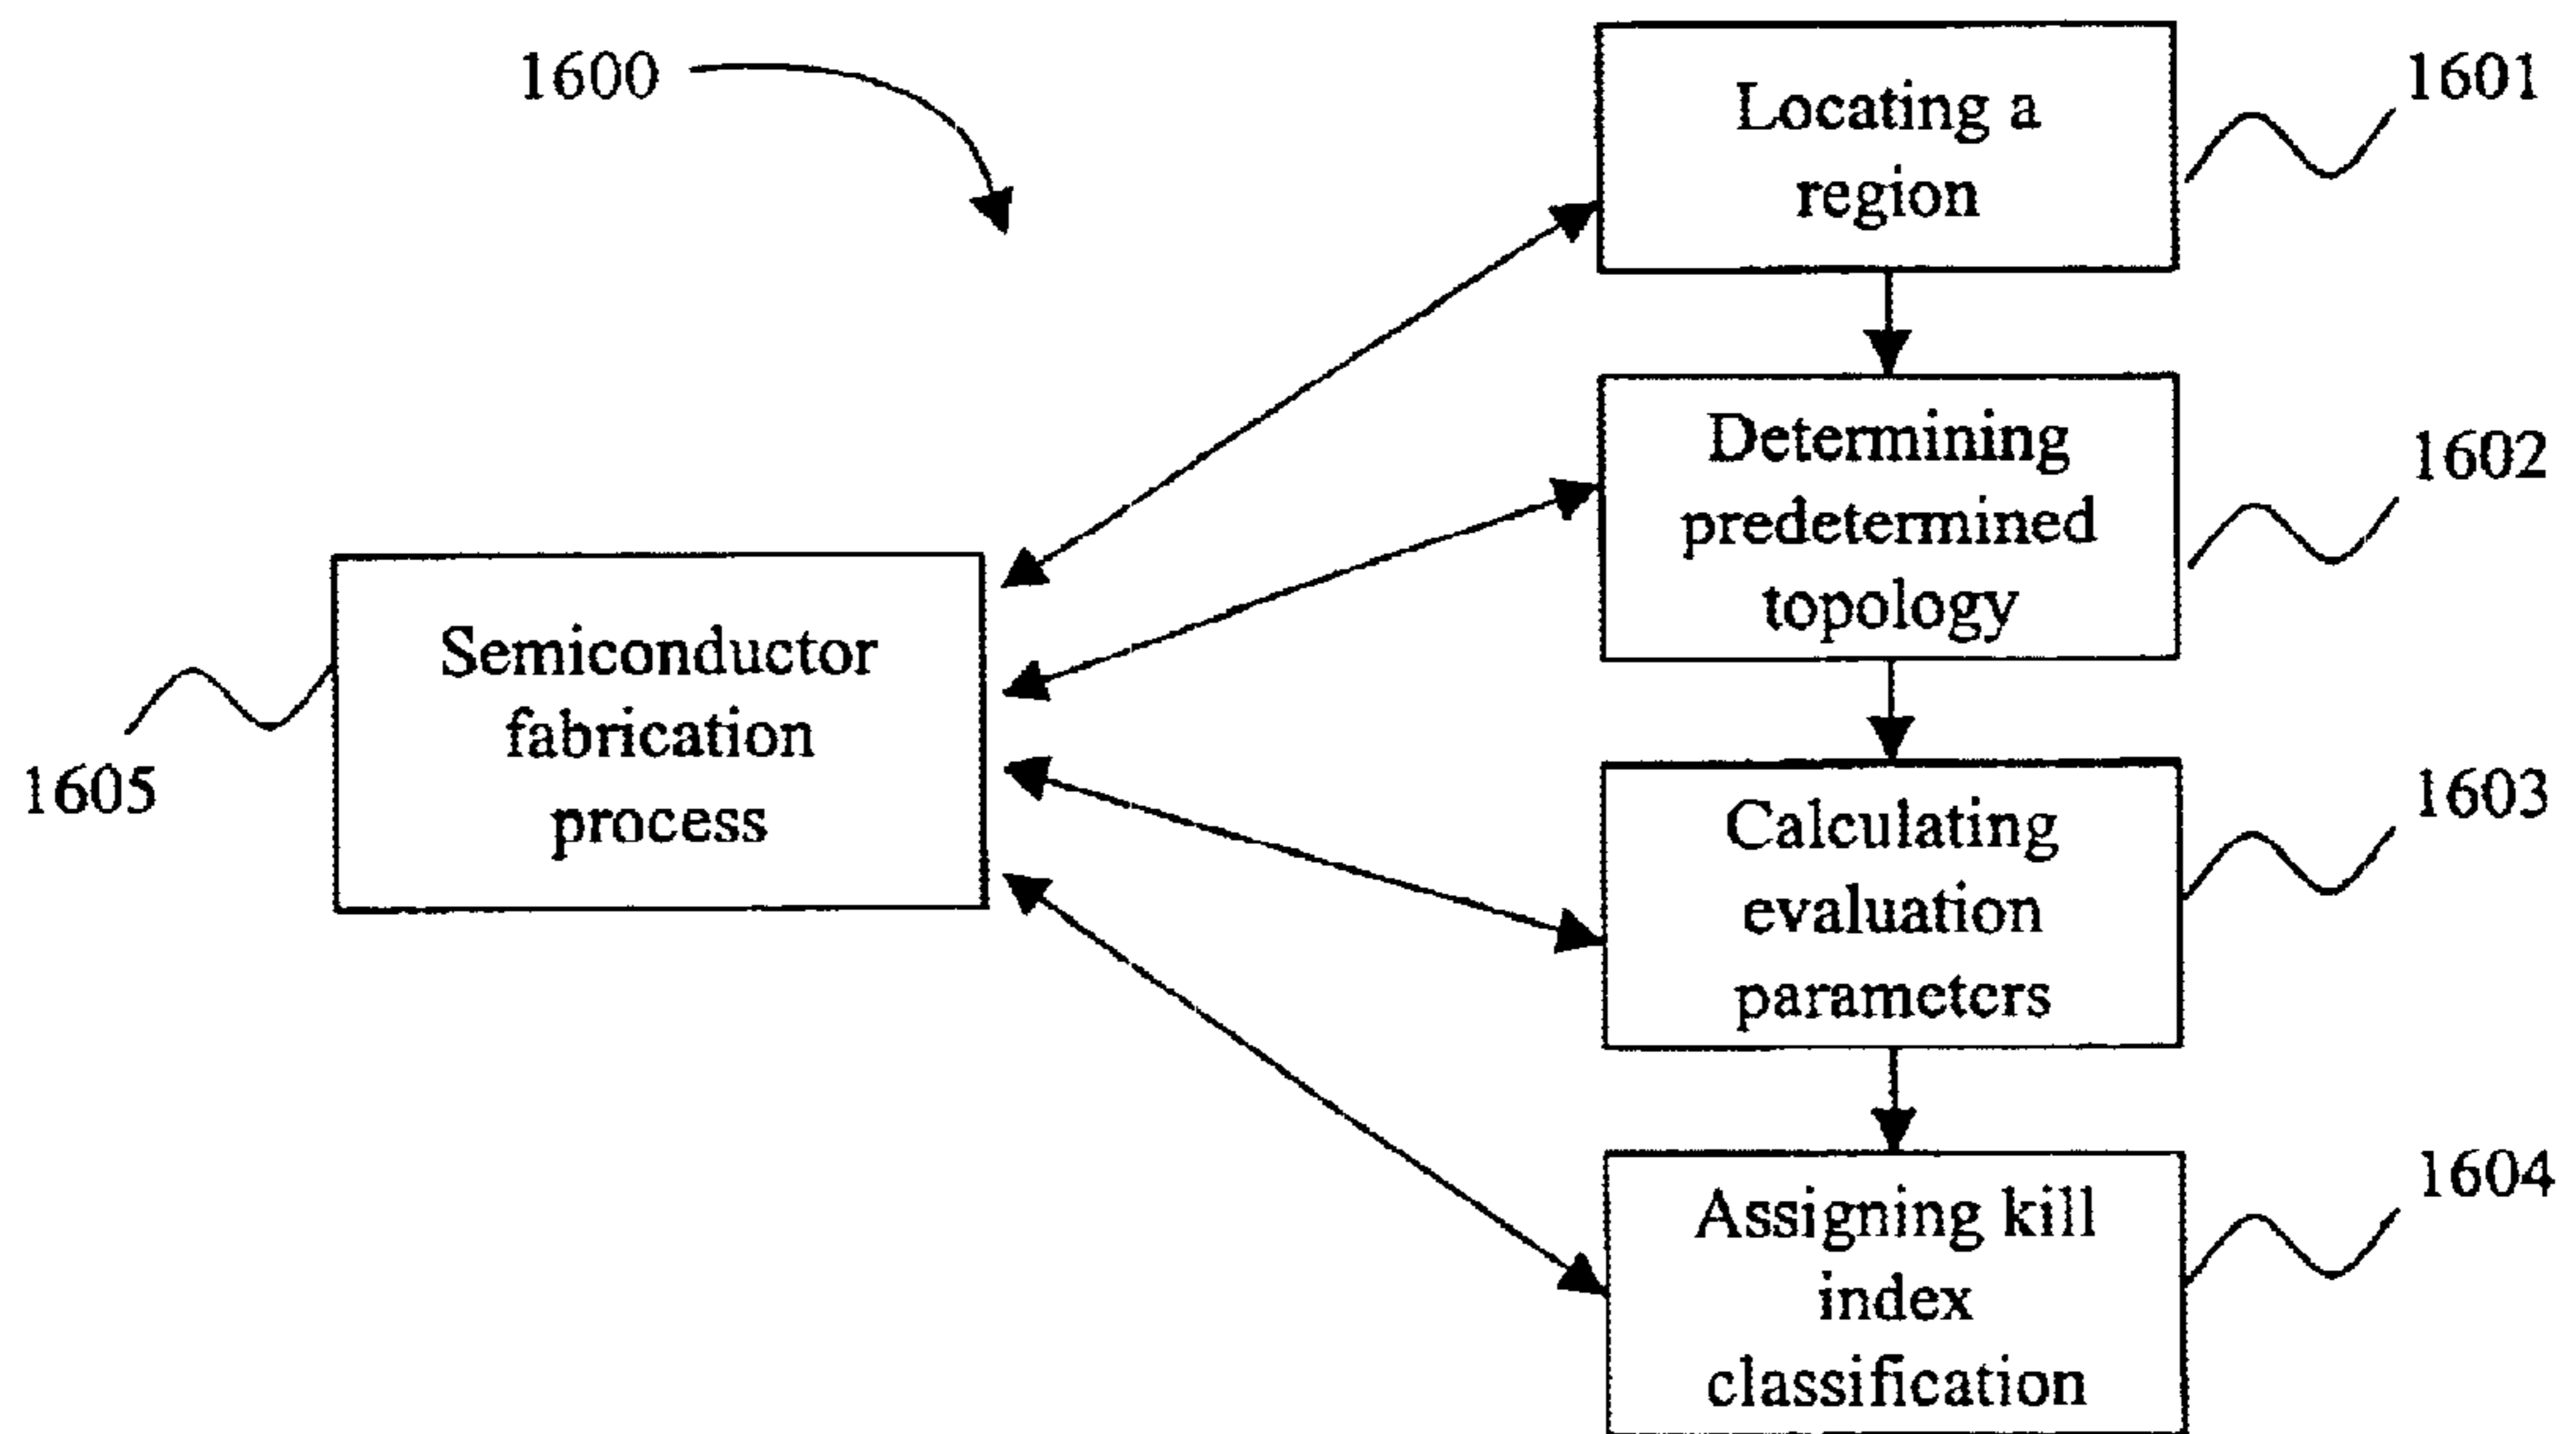 1600
Locating a
region
1601
Determining
predetermined
topology
1602
Semiconductor
fabrication
process
1605
Calculating
evaluation
parameters
1603
Assigning kill
index
classification
1604